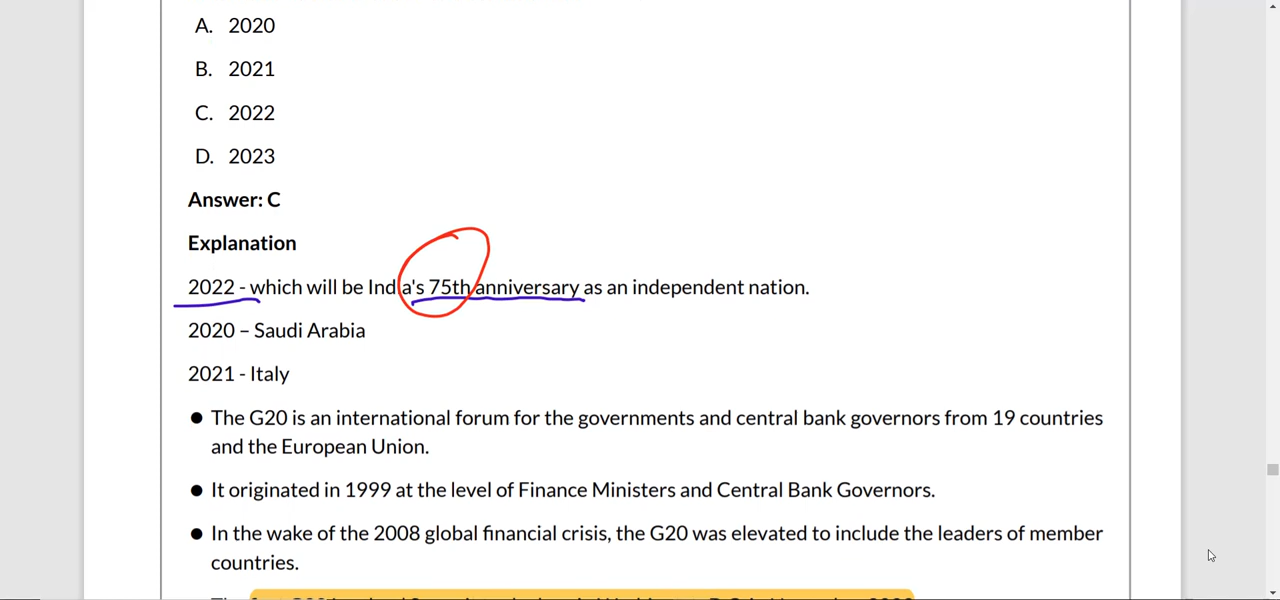 A. 2020
B. 2021
C. 2022
D. 2023
Answer: C
Explanation
2022 - which will be India's 75th anniversary as an independent nation.
2020 – Saudi Arabia
2021 - Italy
● The G20 is an international forum for the governments and central bank governors from 19 countries
and the European Union.
● It originated in 1999 at the level of Finance Ministers and Central Bank Governors.
● In the wake of the 2008 global financial crisis, the G20 was elevated to include the leaders of member
countries.